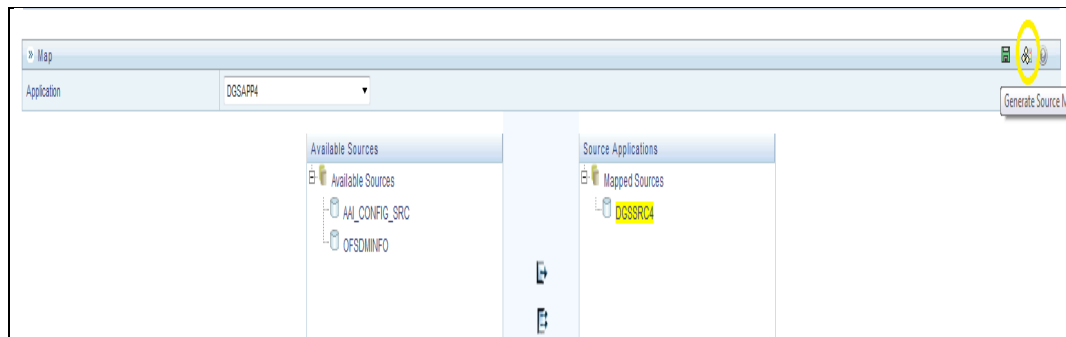 » Map
Application
DGSAPP4
Generate Source
Available Sources
Source Applications
Available Sources
Mapped Sources
AAI_CONFIG_SRC
DGSSRC4
OFSDMINFO